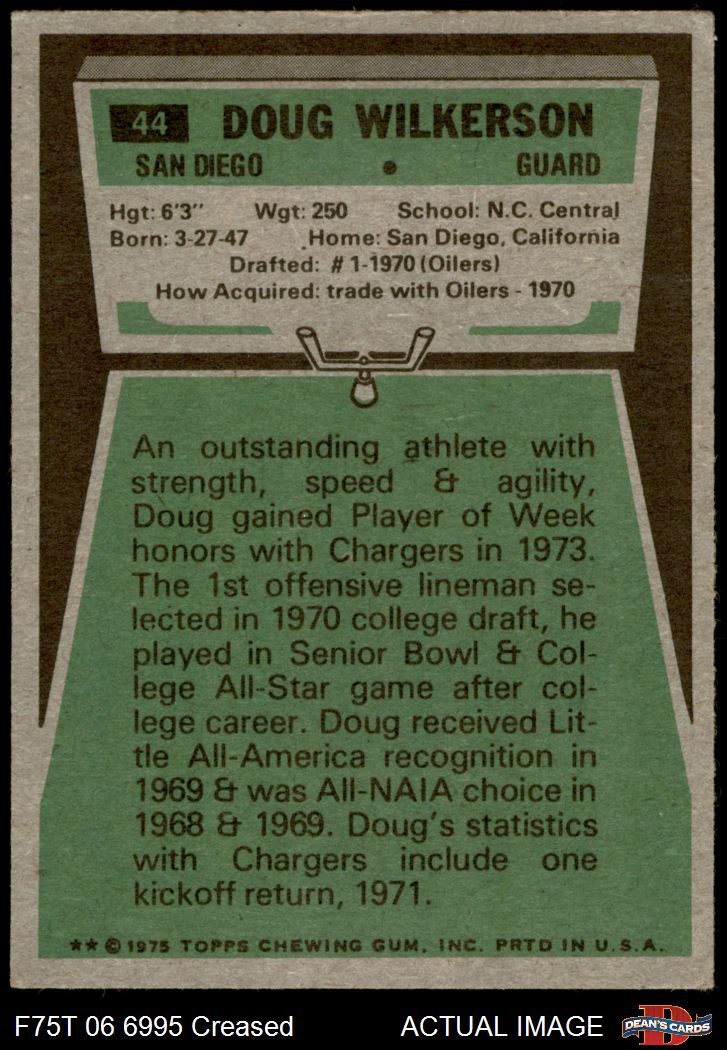 44 DOUG WILKERSON
SAN DIEGO • GUARD
Hgt: 6'3" Wgt: 250 School: N.C. Central
Born: 3-27-47 Home: San Diego, California
Drafted: #1-1970 (Oilers)
How Acquired: trade with Oilers - 1970
An outstanding athlete with
strength, speed & agility,
Doug gained Player of Week
honors with Chargers in 1973.
The 1st offensive lineman se-
lected in 1970 college draft, he
played in Senior Bowl & Col-
lege All-Star game after col-
lege career. Doug received Lit-
tle All-America recognition in
1969 & was All-NAIA choice in
1968 & 1969. Doug's statistics
with Chargers include one
kickoff return, 1971.
★★ © 1975 TOPPS CHEWING GUM, INC. PRTD IN U.S.A.
F75T 06 6995 Creased ACTUAL IMAGE D DEAN'S CARDS